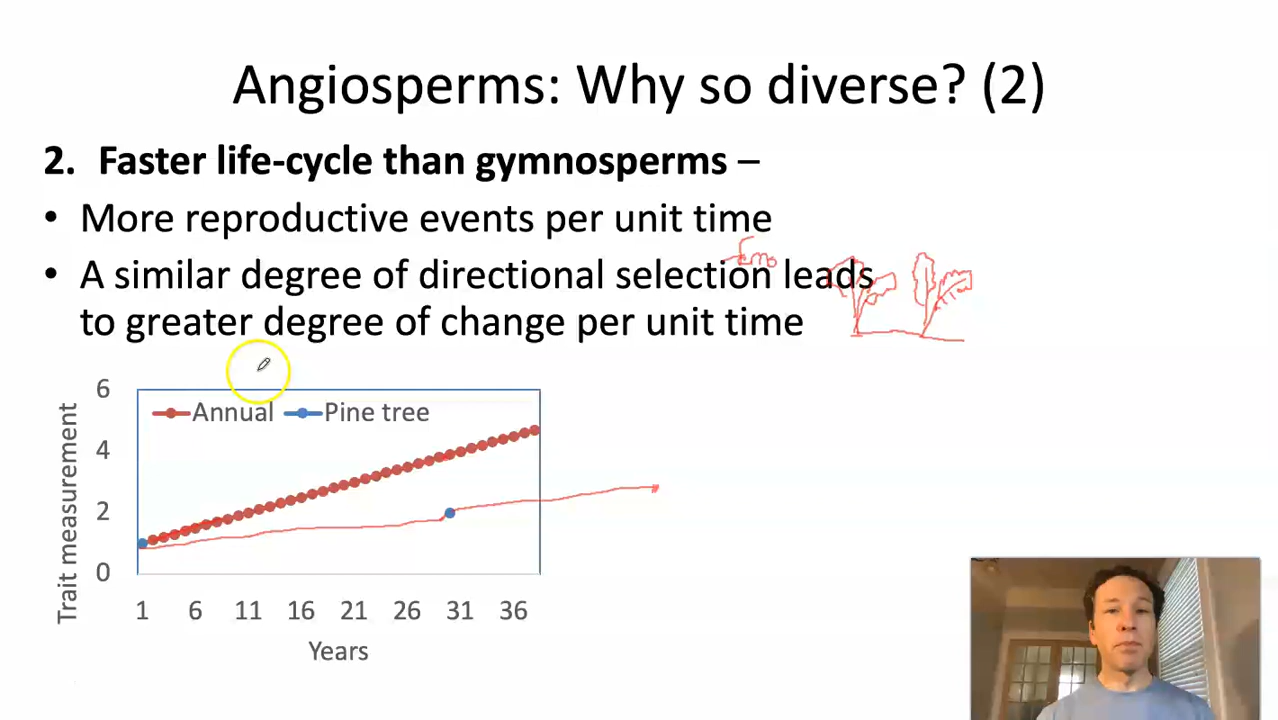 Angiosperms: Why so diverse? (2)
2. Faster life-cycle than gymnosperms –
• More reproductive events per unit time
• A similar degree of directional selection leads
to greater degree of change per unit time
6
4
2
0
Trait measurement
Annual
Pine tree
1 6 11 16 21 26 31 36
Years